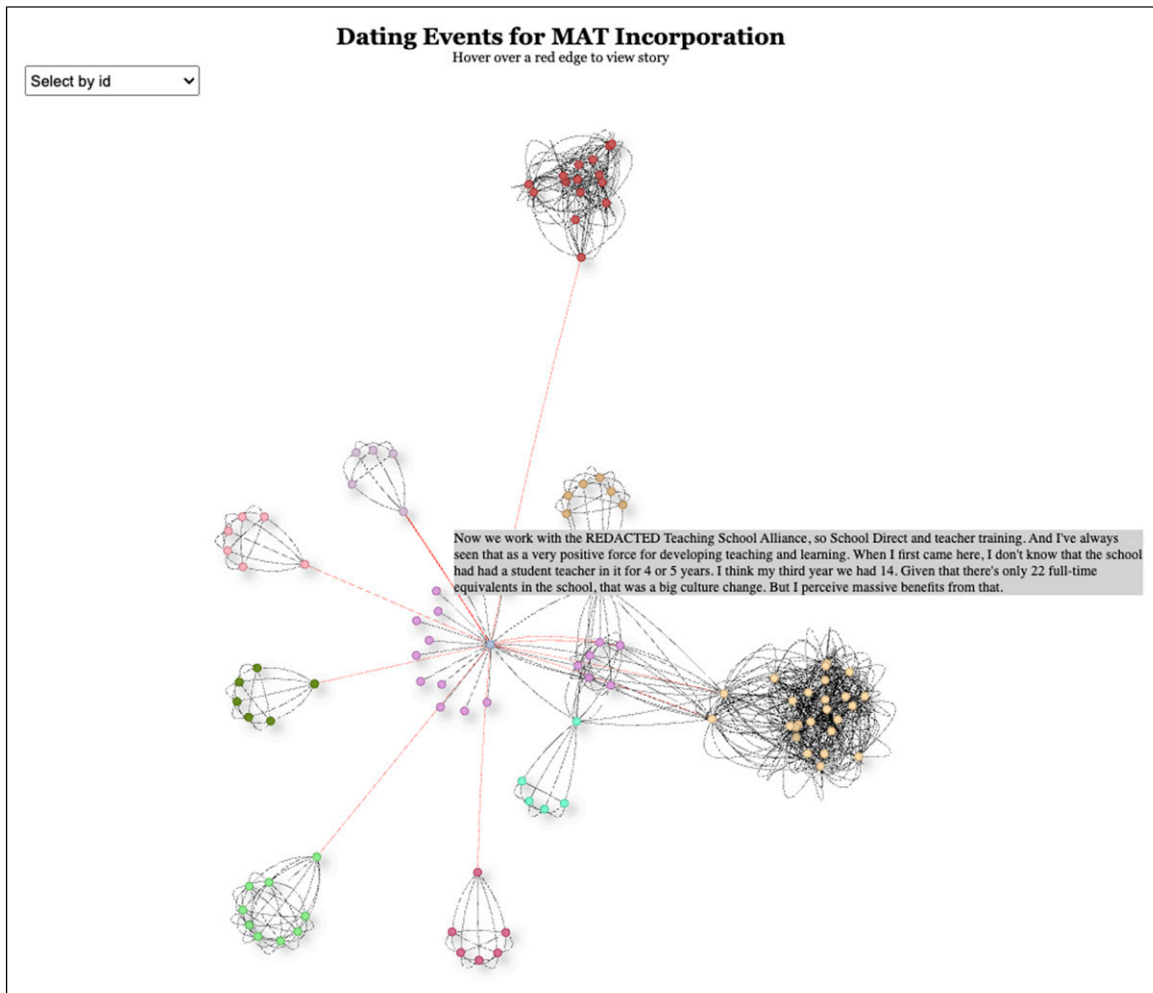 Dating Events for MAT Incorporation
Hover over a red edge to view story
Select by id
Now we work with the REDACTED Teaching School Alliance, so School Direct and teacher training. And I've always
seen that as a very positive force for developing teaching and learning. When I first came here, I don't know that the school
had had a student teacher in it for 4 or 5 years. I think my third year we had 14. Given that there's only 22 full-time
equivalents in the school, that was a big culture change. But I perceive massive benefits from that.